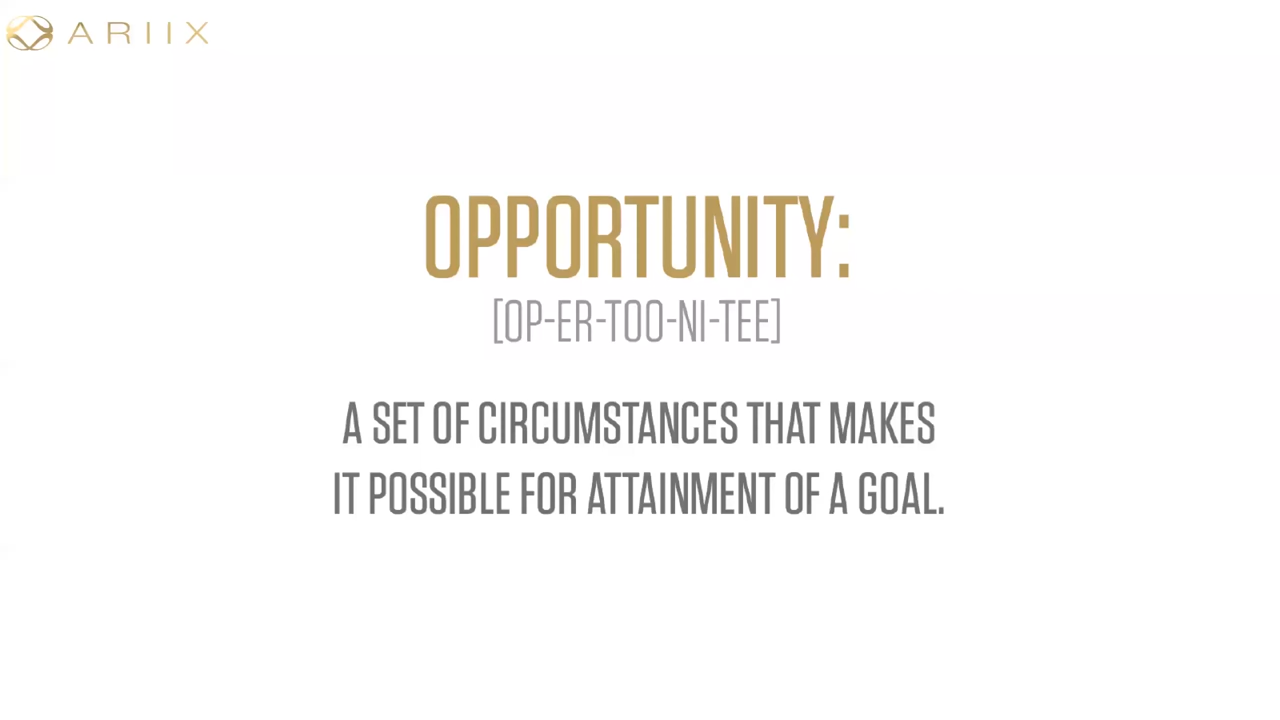 ARIIX
OPPORTUNITY:
[OP-ER-TOO-NI-TEE]
A SET OF CIRCUMSTANCES THAT MAKES
IT POSSIBLE FOR ATTAINMENT OF A GOAL.